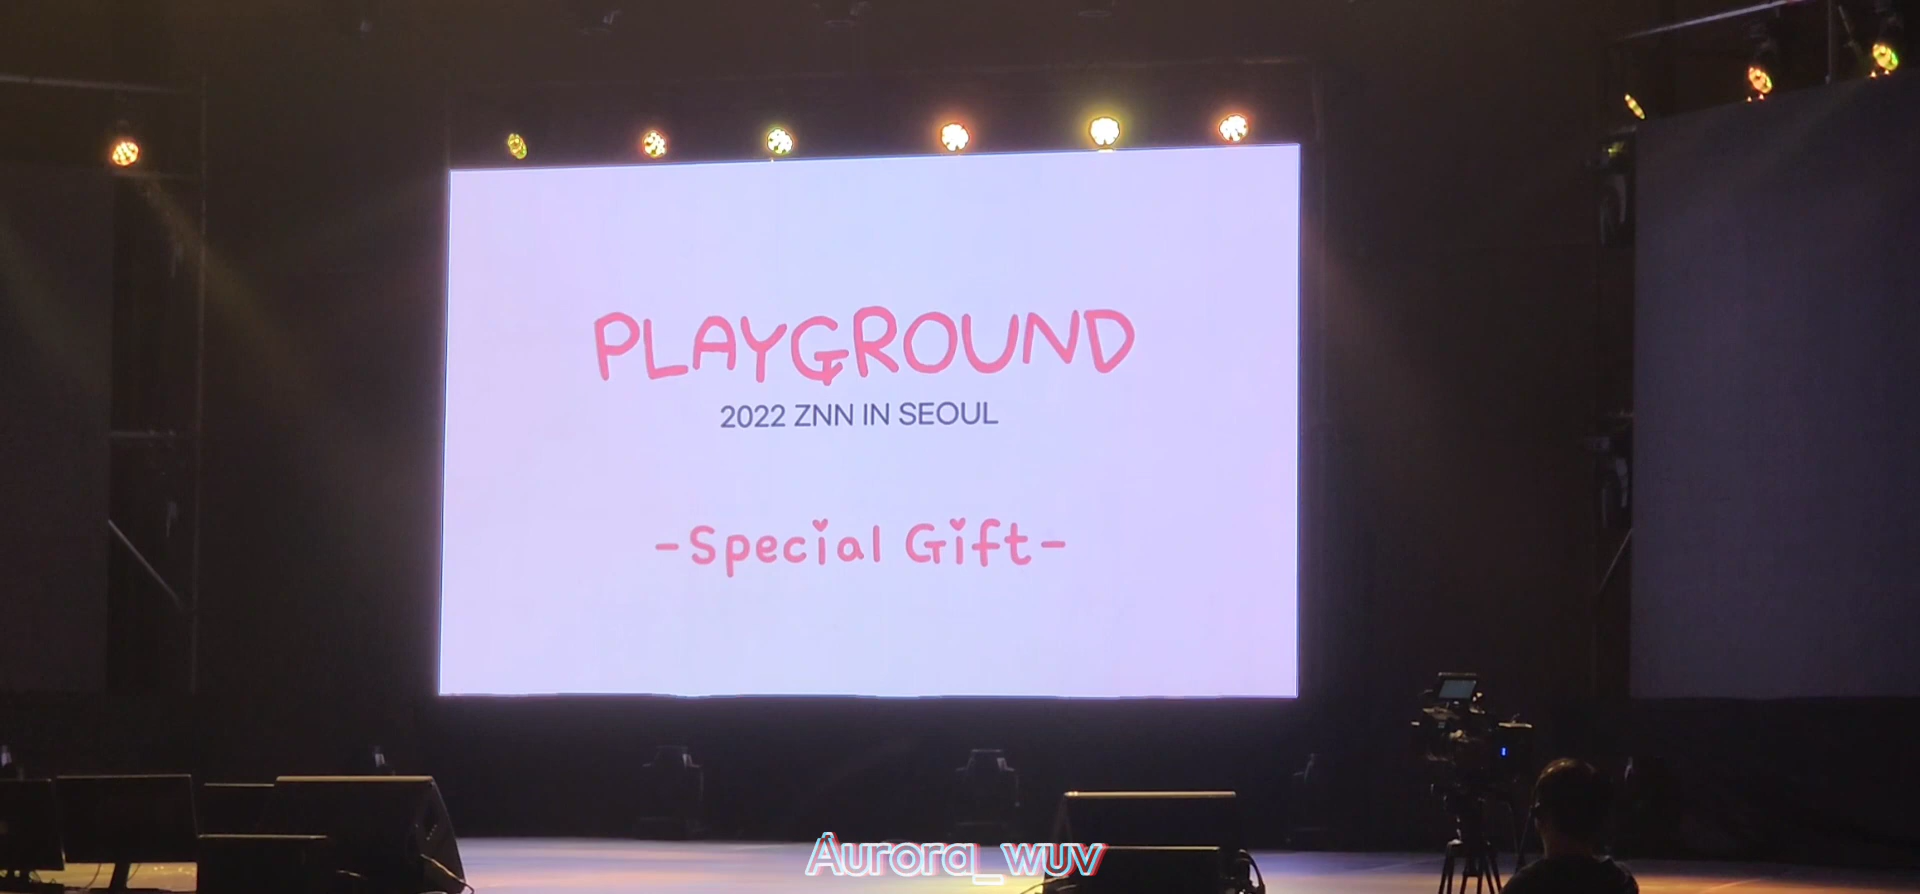 PLAYGROUND
2022 ZNN IN SEOUL
-Special Gift-
Aurora_wuv